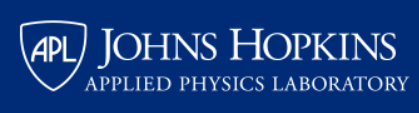 APL
JOHNS HOPKINS
APPLIED PHYSICS LABORATORY